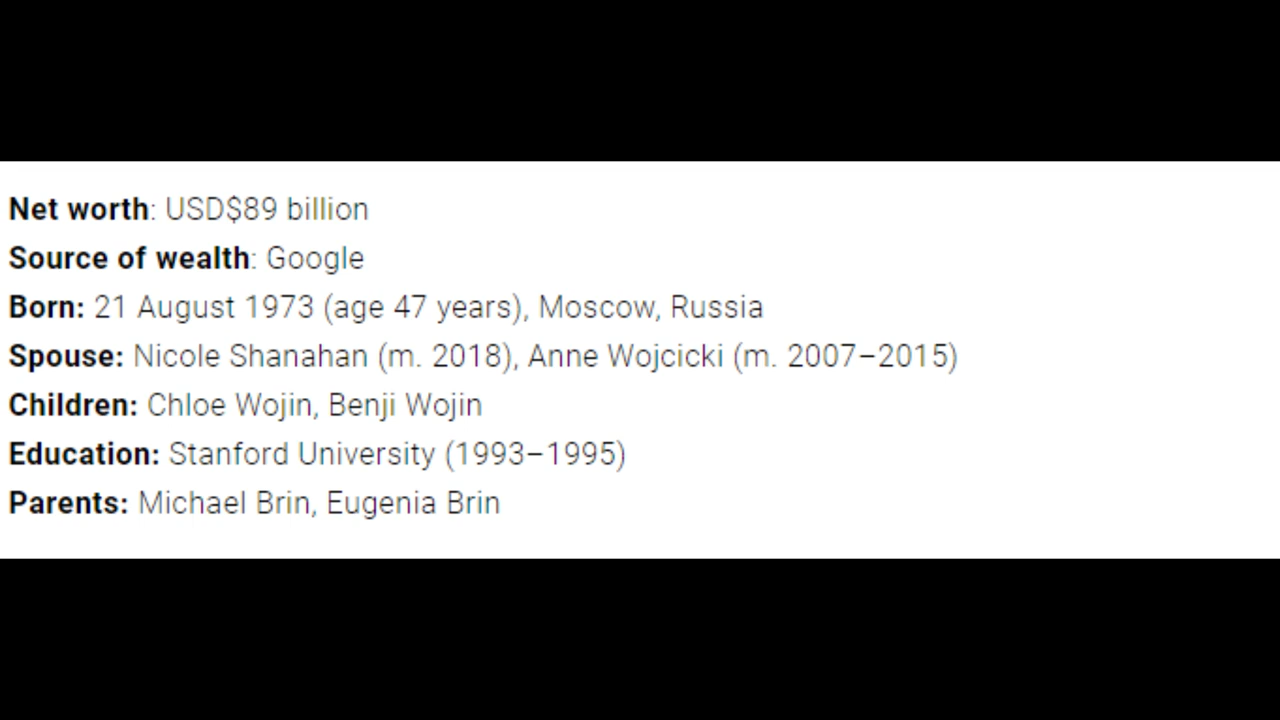 Net worth: USD$89 billion
Source of wealth: Google
Born: 21 August 1973 (age 47 years), Moscow, Russia
Spouse: Nicole Shanahan (m. 2018), Anne Wojcicki (m. 2007–2015)
Children: Chloe Wojin, Benji Wojin
Education: Stanford University (1993–1995)
Parents: Michael Brin, Eugenia Brin